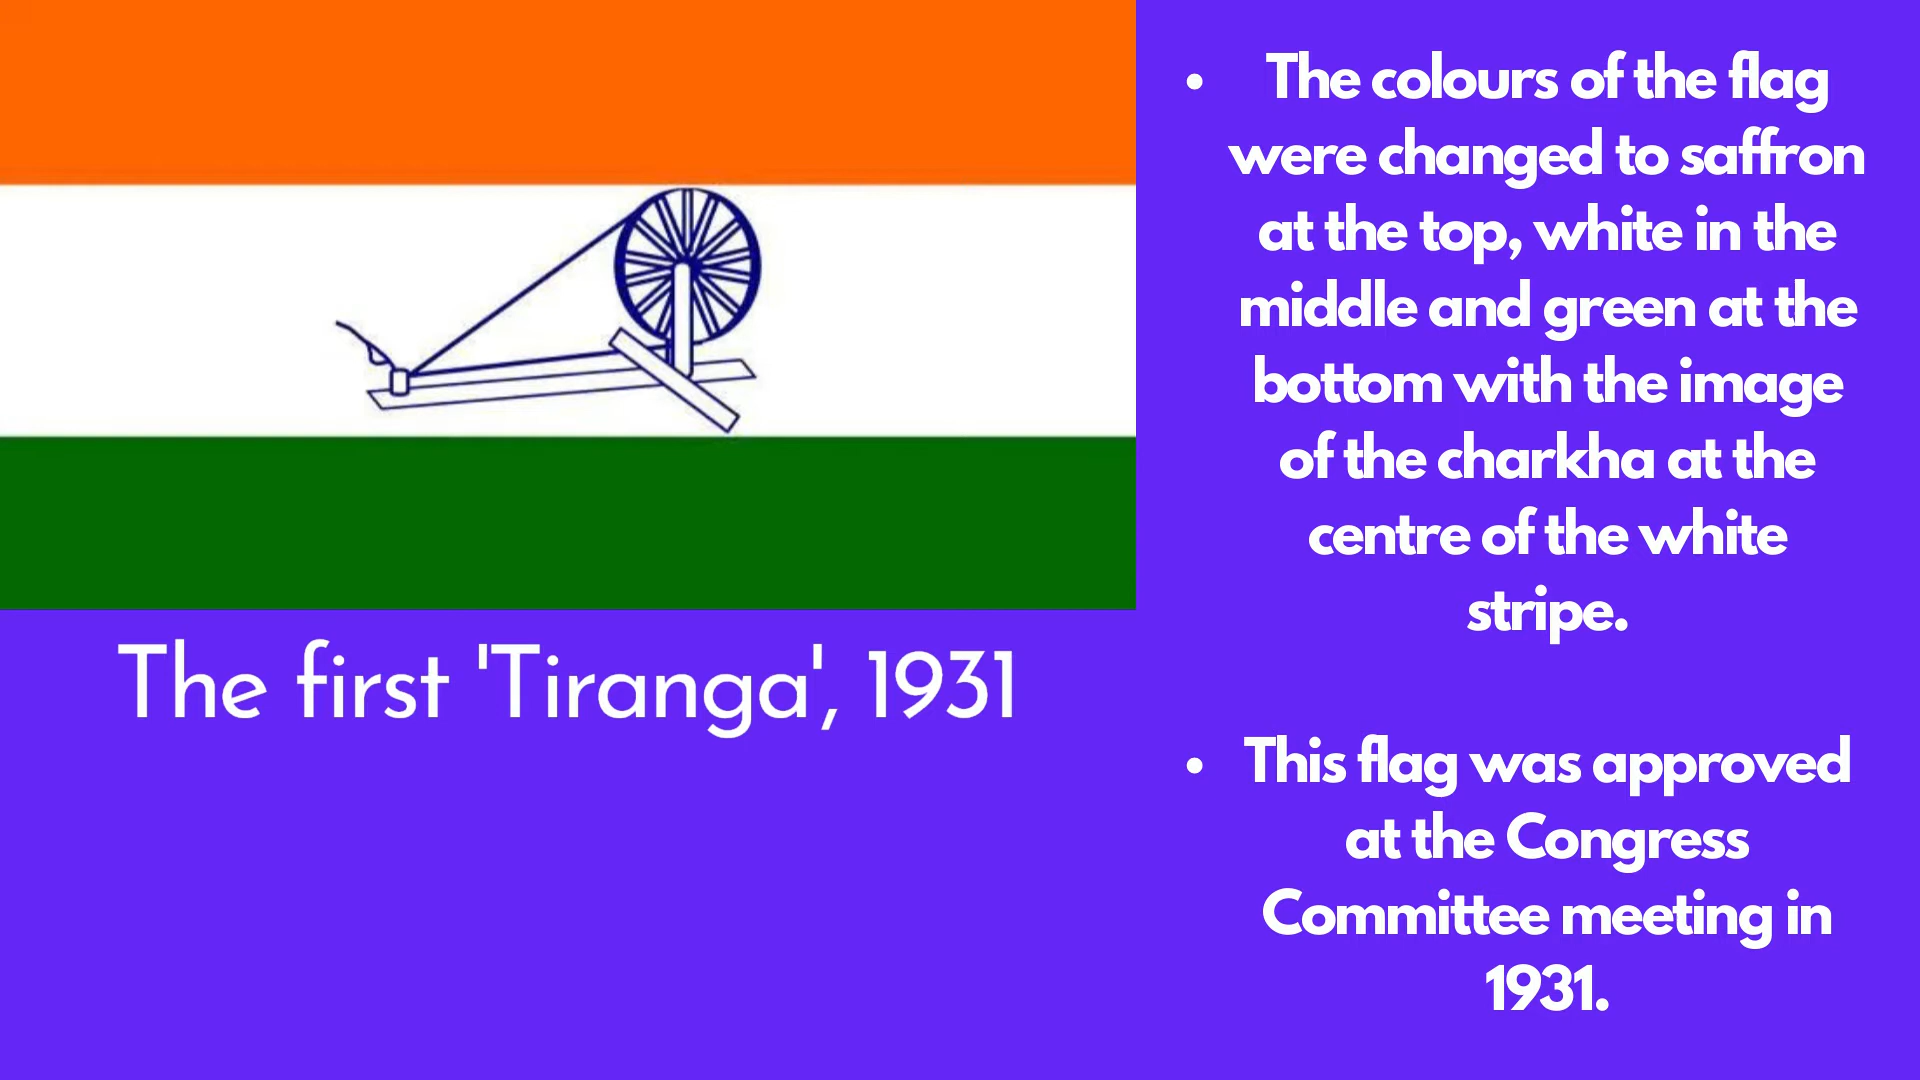 The first 'Tiranga', 1931
• The colours of the flag
were changed to saffron
at the top, white in the
middle and green at the
bottom with the image
of the charkha at the
centre of the white
stripe.
• This flag was approved
at the Congress
Committee meeting in
1931.